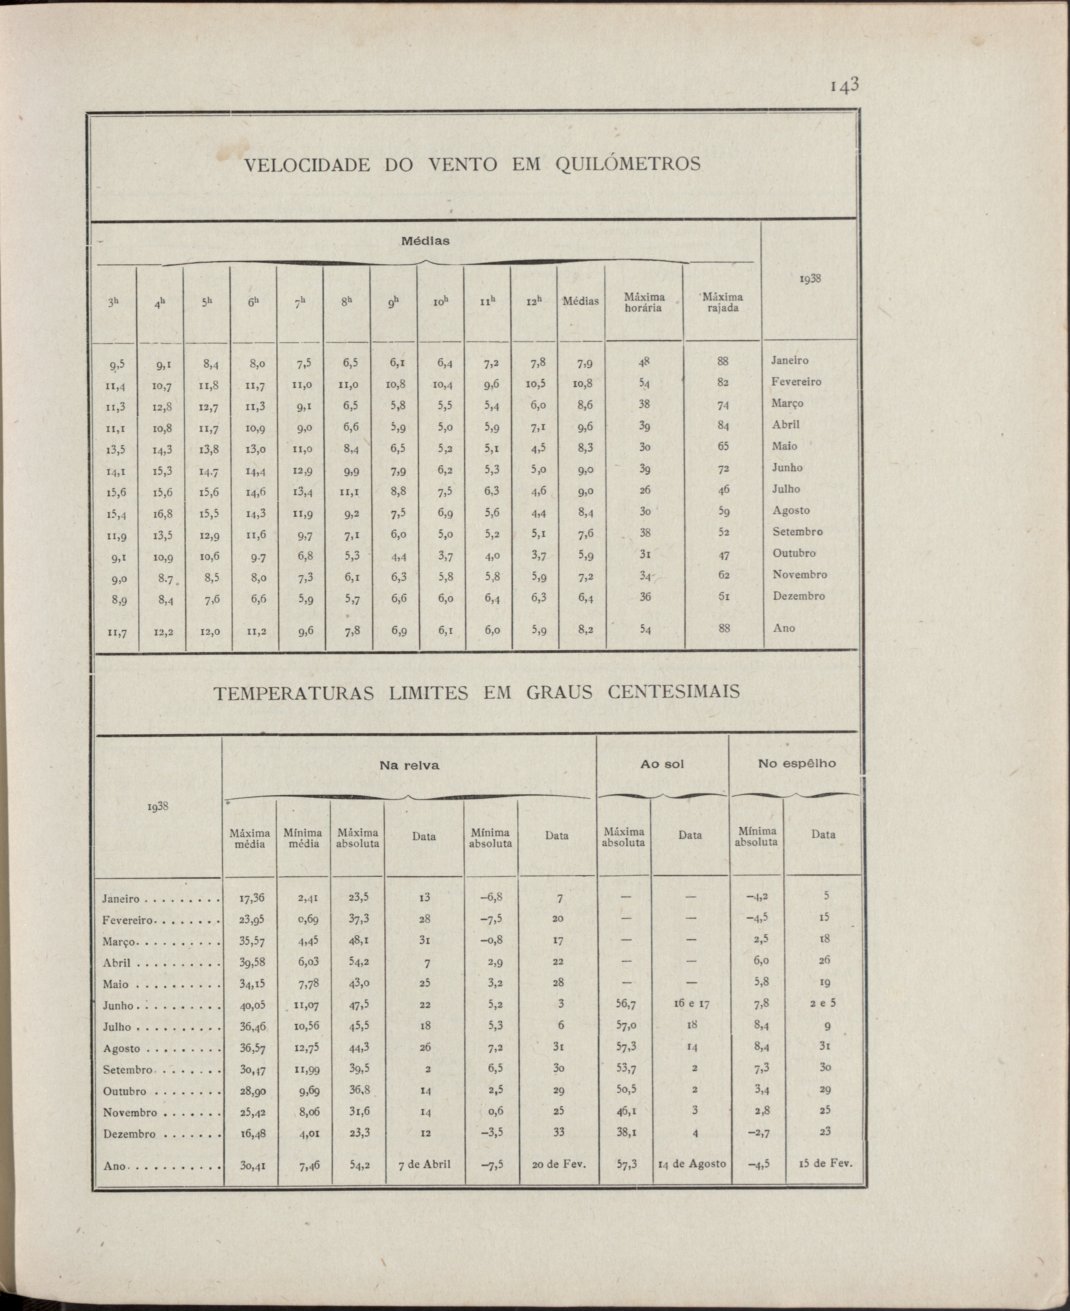 143
VELOCIDADE DO VENTO EM QUILÓMETROS
Médias
1938
3h 4h 5h 6h 7h 8h 9h 10h 11h 12h Médias Máxima horária Máxima rajada
9,5 9,1 8,4 8,0 7,5 6,5 6,1 6,4 7,2 7,8 7,9 48 88 Janeiro
11,4 10,7 11,8 11,7 11,0 11,0 10,8 10,4 9,6 10,5 10,8 54 82 Fevereiro
11,3 12,8 12,7 11,3 9,1 6,5 5,8 5,5 5,4 6,0 8,6 38 74 Março
11,1 10,8 11,7 10,9 9,0 6,6 5,9 5,0 5,9 7,1 9,6 39 84 Abril
13,5 14,3 13,8 13,0 11,0 8,4 6,5 5,2 5,1 4,5 8,3 30 65 Maio
14,1 15,3 14.7 14,4 12,9 9,9 7,9 6,2 5,3 5,0 9,0 39 72 Junho
15,6 15,6 15,6 14,6 13,4 11,1 8,8 7,5 6,3 4,6 9,0 26 46 Julho
15,4 16,8 15,5 14,3 11,9 9,2 7,5 6,9 5,6 4,4 8,4 30 59 Agosto
11,9 13,5 12,9 11,6 9,7 7,1 6,0 5,0 5,2 5,1 7,6 38 52 Setembro
9,1 10,9 10,6 9.7 6,8 5,3 4,4 3,7 4,0 3,7 5,9 31 47 Outubro
9,0 8.7 8,5 8,0 7,3 6,1 6,3 5,8 5,8 5,9 7,2 34 62 Novembro
8,9 8,4 7,6 6,6 5,9 5,7 6,6 6,0 6,4 6,3 6,4 36 61 Dezembro
11,7 12,2 12,0 11,2 9,6 7,8 6,9 6,1 6,0 5,9 8,2 54 88 Ano
TEMPERATURAS LIMITES EM GRAUS CENTESIMAIS
1938 Na relva Ao sol No espêlho
Máxima média Mínima média Máxima absoluta Data Mínima absoluta Data Máxima absoluta Data Mínima absoluta Data
Janeiro . . . . . . . . . 17,36 2,41 23,5 13 –6,8 7 — — –4,2 5
Fevereiro. . . . . . . . 23,95 0,69 37,3 28 –7,5 20 — — –4,5 15
Março. . . . . . . . . . 35,57 4,45 48,1 31 –0,8 17 — — 2,5 18
Abril . . . . . . . . . . 39,58 6,03 54,2 7 2,9 22 — — 6,0 26
Maio . . . . . . . . . . 34,15 7,78 43,0 25 3,2 28 — — 5,8 19
Junho . . . . . . . . . . 40,05 11,07 47,5 22 5,2 3 56,7 16 e 17 7,8 2 e 5
Julho . . . . . . . . . . 36,46 10,56 45,5 18 5,3 6 57,0 18 8,4 9
Agosto . . . . . . . . . 36,57 12,75 44,3 26 7,2 31 57,3 14 8,4 31
Setembro. . . . . . . . 30,47 11,99 39,5 2 6,5 30 53,7 2 7,3 30
Outubro . . . . . . . . 28,90 9,69 36,8 14 2,5 29 50,5 2 3,4 29
Novembro . . . . . . . 25,42 8,06 31,6 14 0,6 25 46,1 3 2,8 25
Dezembro . . . . . . . 16,48 4,01 23,3 12 –3,5 33 38,1 4 –2,7 23
Ano. . . . . . . . . . . 30,41 7,46 54,2 7 de Abril –7,5 20 de Fev. 57,3 14 de Agosto –4,5 15 de Fev.